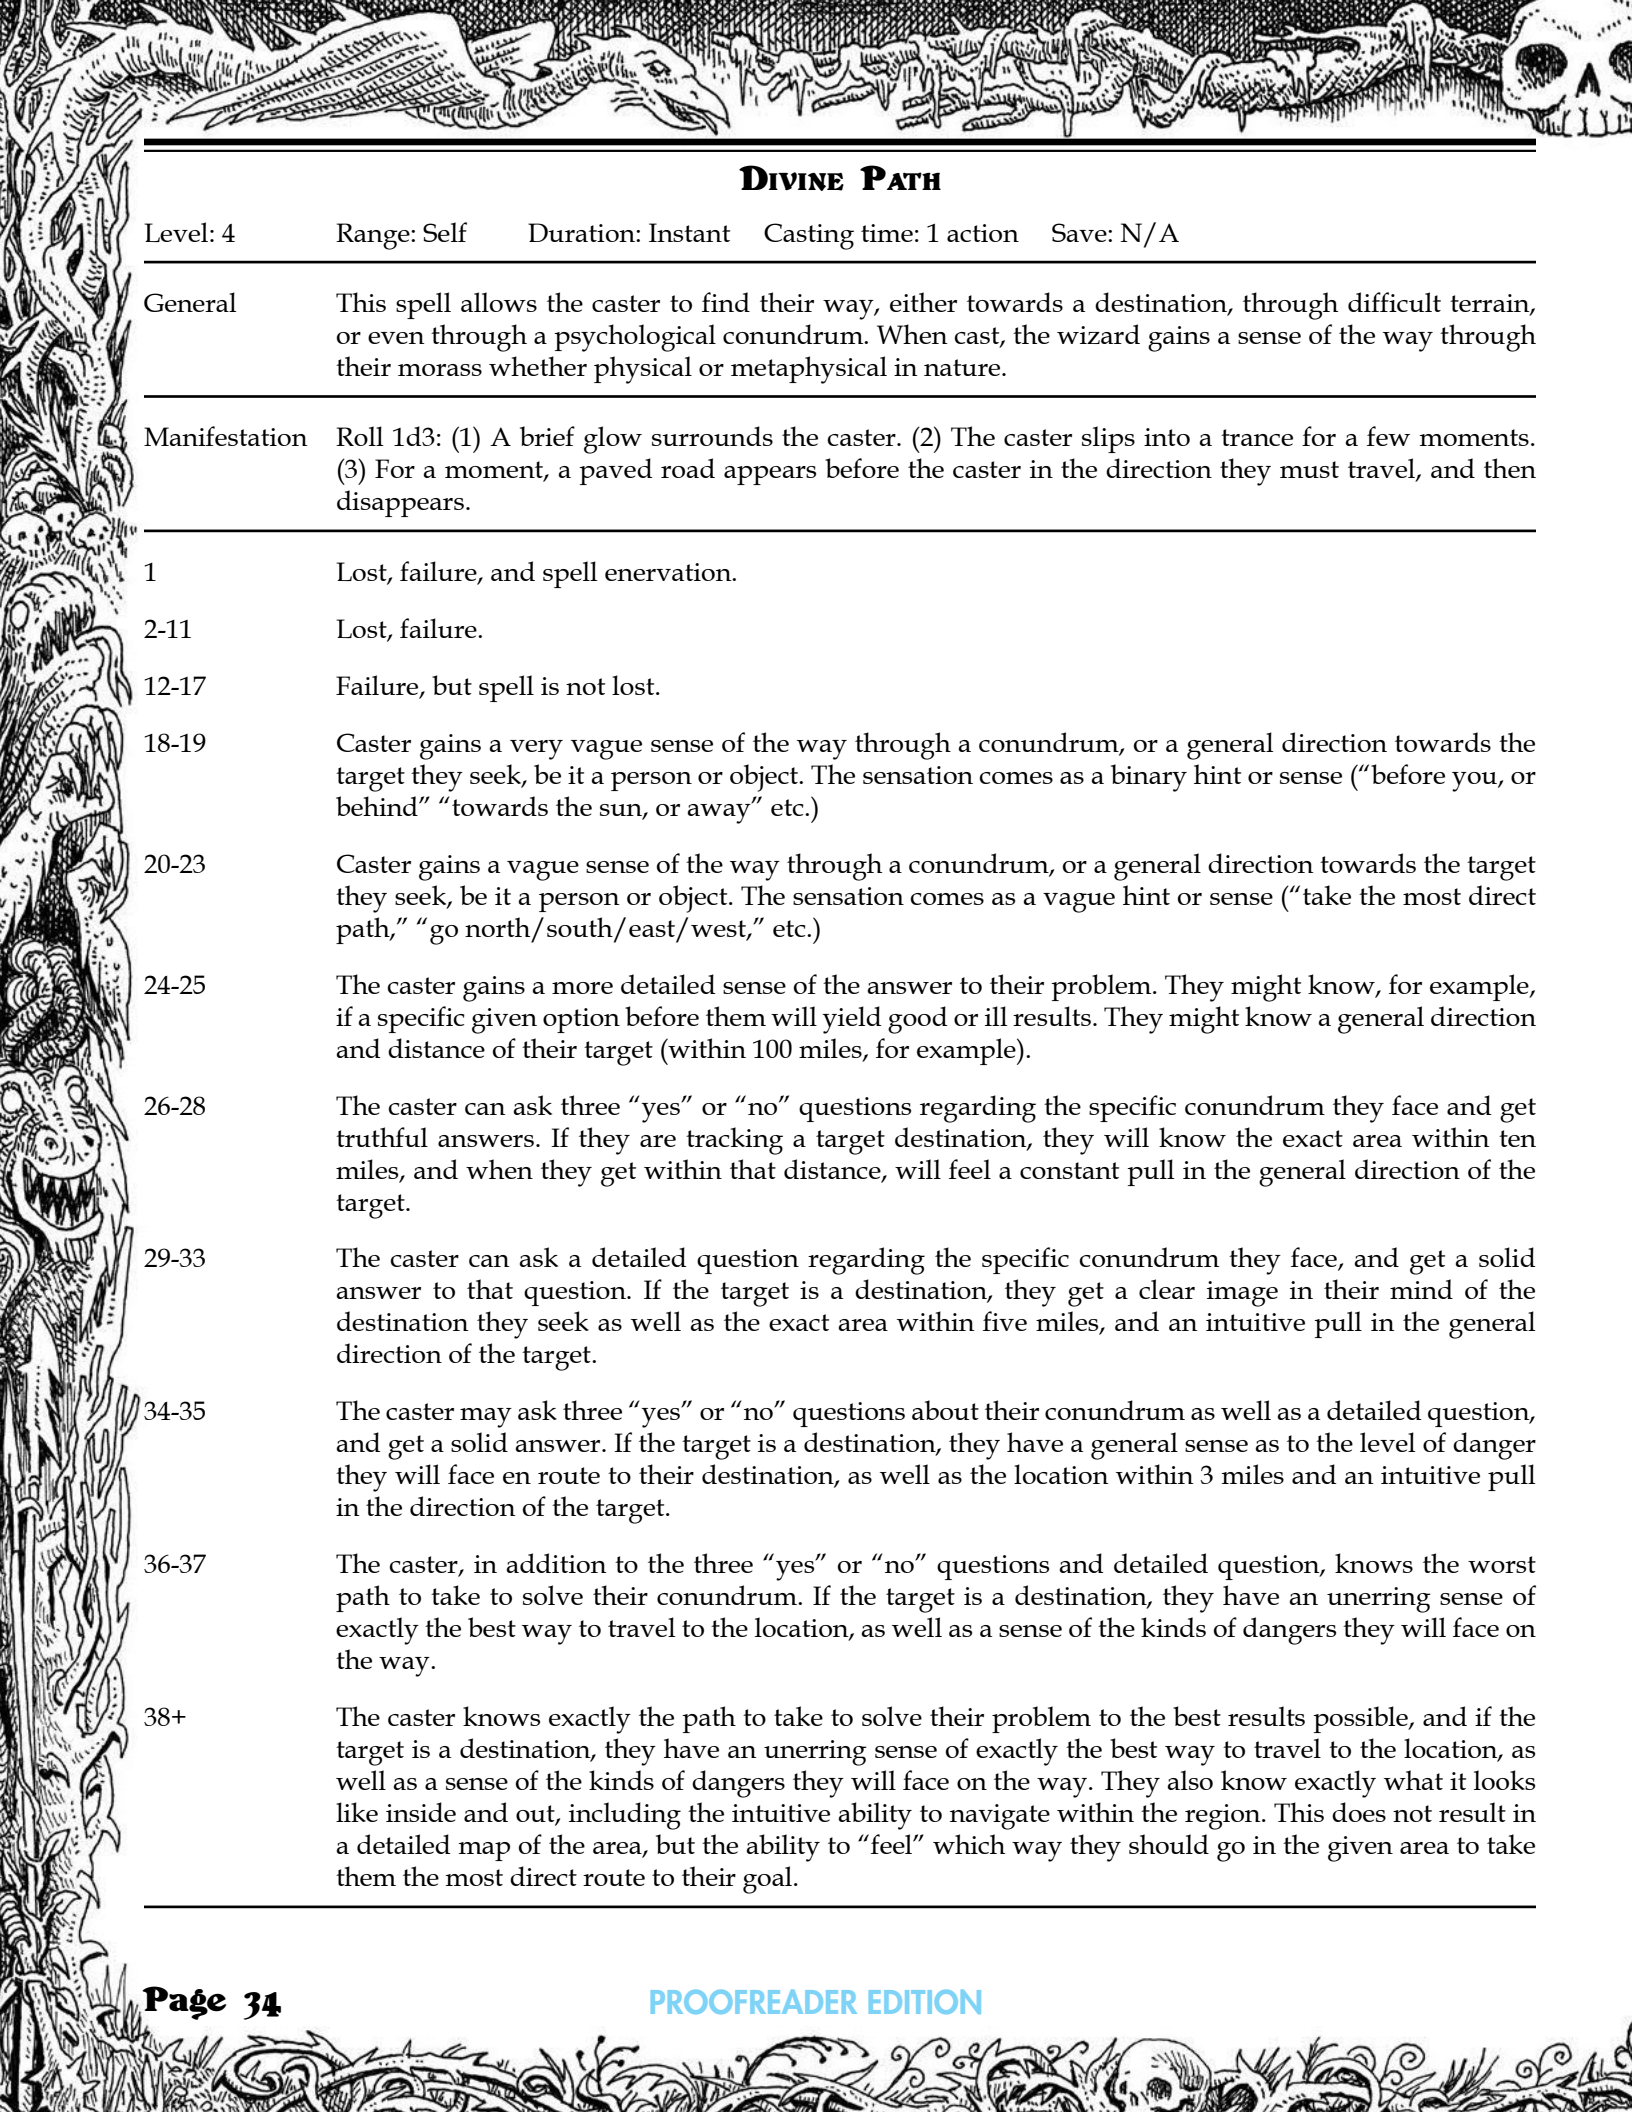 Divine Path
Level: 4 Range: Self Duration: Instant Casting time: 1 action Save: N/A
General This spell allows the caster to find their way, either towards a destination, through difficult terrain,
or even through a psychological conundrum. When cast, the wizard gains a sense of the way through
their morass whether physical or metaphysical in nature.
Manifestation Roll 1d3: (1) A brief glow surrounds the caster. (2) The caster slips into a trance for a few moments.
(3) For a moment, a paved road appears before the caster in the direction they must travel, and then
disappears.
1 Lost, failure, and spell enervation.
2-11 Lost, failure.
12-17 Failure, but spell is not lost.
18-19 Caster gains a very vague sense of the way through a conundrum, or a general direction towards the
target they seek, be it a person or object. The sensation comes as a binary hint or sense (“before you, or
behind” “towards the sun, or away” etc.)
20-23 Caster gains a vague sense of the way through a conundrum, or a general direction towards the target
they seek, be it a person or object. The sensation comes as a vague hint or sense (“take the most direct
path,” “go north/south/east/west,” etc.)
24-25 The caster gains a more detailed sense of the answer to their problem. They might know, for example,
if a specific given option before them will yield good or ill results. They might know a general direction
and distance of their target (within 100 miles, for example).
26-28 The caster can ask three “yes” or “no” questions regarding the specific conundrum they face and get
truthful answers. If they are tracking a target destination, they will know the exact area within ten
miles, and when they get within that distance, will feel a constant pull in the general direction of the
target.
29-33 The caster can ask a detailed question regarding the specific conundrum they face, and get a solid
answer to that question. If the target is a destination, they get a clear image in their mind of the
destination they seek as well as the exact area within five miles, and an intuitive pull in the general
direction of the target.
34-35 The caster may ask three “yes” or “no” questions about their conundrum as well as a detailed question,
and get a solid answer. If the target is a destination, they have a general sense as to the level of danger
they will face en route to their destination, as well as the location within 3 miles and an intuitive pull
in the direction of the target.
36-37 The caster, in addition to the three “yes” or “no” questions and detailed question, knows the worst
path to take to solve their conundrum. If the target is a destination, they have an unerring sense of
exactly the best way to travel to the location, as well as a sense of the kinds of dangers they will face on
the way.
38+ The caster knows exactly the path to take to solve their problem to the best results possible, and if the
target is a destination, they have an unerring sense of exactly the best way to travel to the location, as
well as a sense of the kinds of dangers they will face on the way. They also know exactly what it looks
like inside and out, including the intuitive ability to navigate within the region. This does not result in
a detailed map of the area, but the ability to “feel” which way they should go in the given area to take
them the most direct route to their goal.
Page 34
PROOFREADER EDITION